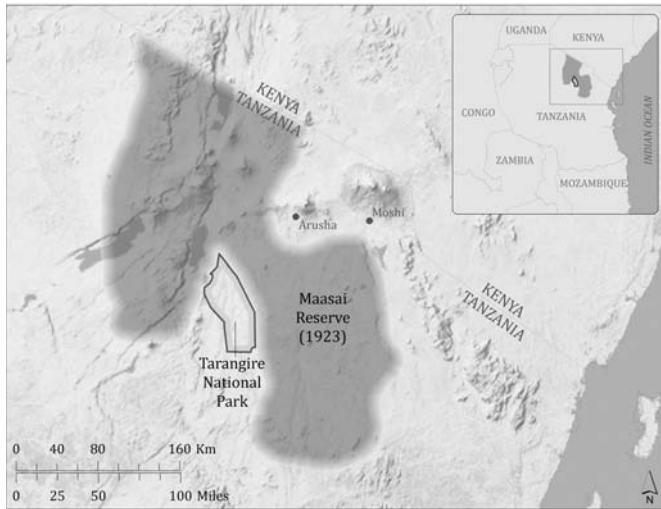 UGANDA
KENYA
CONGO
TANZANIA
INDIAN OCEAN
ZAMBIA
MOZAMBIQUE
KENYA
TANZANIA
Arusha
Moshi
KENYA
TANZANIA
Maasai
Reserve
(1923)
Tarangire
National
Park
0 40 80 160 Km
0 25 50 100 Miles
N